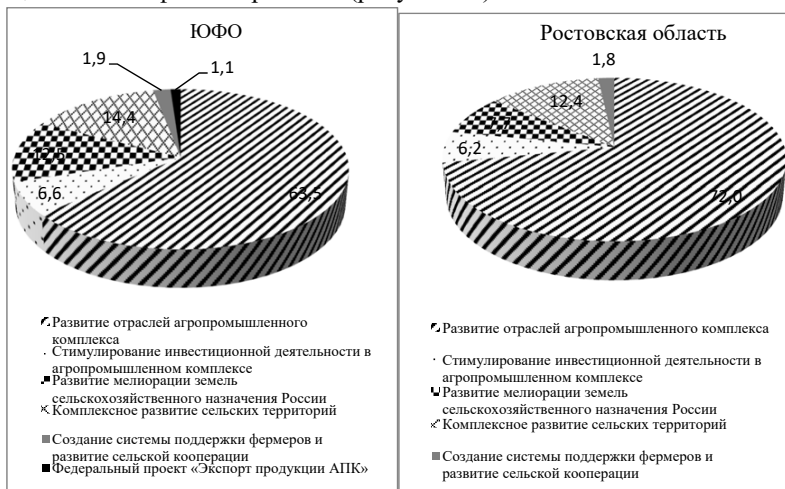 ЮФО
1,9
1,1
14,4
12,5
6,6
63,5
Развитие отраслей агропромышленного
комплекса
Стимулирование инвестиционной деятельности в
агропромышленном комплексе
Развитие мелиорации земель
сельскохозяйственного назначения России
Комплексное развитие сельских территорий
Создание системы поддержки фермеров и
развитие сельской кооперации
Федеральный проект «Экспорт продукции АПК»
Ростовская область
1,8
12,4
6,2
72,0
Развитие отраслей агропромышленного комплекса
Стимулирование инвестиционной деятельности в
агропромышленном комплексе
Развитие мелиорации земель
сельскохозяйственного назначения России
Комплексное развитие сельских территорий
Создание системы поддержки фермеров и
развитие сельской кооперации